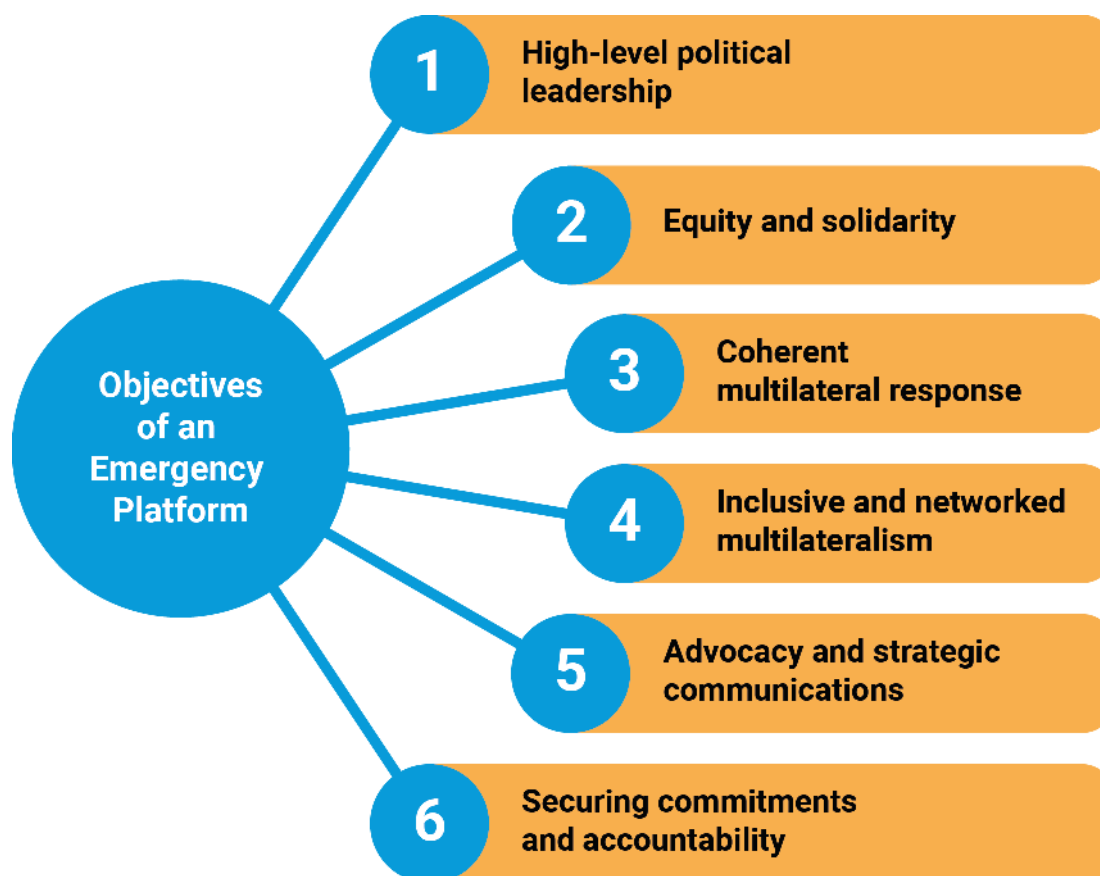 Objectives
of an
Emergency
Platform
1
High-level political
leadership
2
Equity and solidarity
3
Coherent
multilateral response
4
Inclusive and networked
multilateralism
5
Advocacy and strategic
communications
6
Securing commitments
and accountability